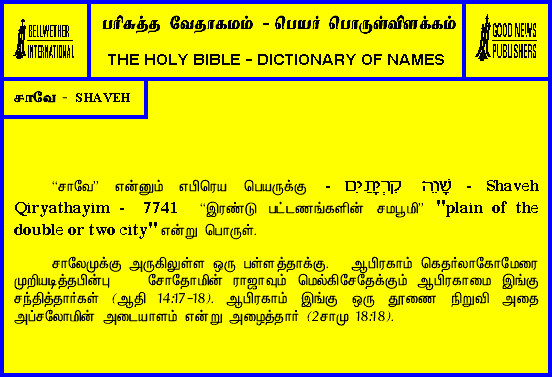 BELLWETHER
INTERNATIONAL
பரிசுத்த வேதாகமம் - பெயர் பொருள்விளக்கம்
THE HOLY BIBLE - DICTIONARY OF NAMES
GOOD NEWS
PUBLISHERS
சாவே - SHAVEH
“சாவே” என்னும் எபிரெய பெயருக்கு - שָׁוֵה קִרְיָתַיִם - Shaveh
Qiryathayim - 7741 “இரண்டு பட்டணங்களின் சமபூமி” "plain of the
double or two city" என்று பொருள்.
சாலேமுக்கு அருகிலுள்ள ஒரு பள்ளத்தாக்கு. ஆபிரகாம் கெதர்லாகோமேரை
முறியடித்தபின்பு சோதோமின் ராஜாவும் மெல்கிசேதேக்கும் ஆபிரகாமை இங்கு
சந்தித்தார்கள் (ஆதி 14:17-18). ஆபிரகாம் இங்கு ஒரு தூணை நிறுவி அதை
அப்சலோமின் அடையாளம் என்று அழைத்தார் (2சாமு 18:18).